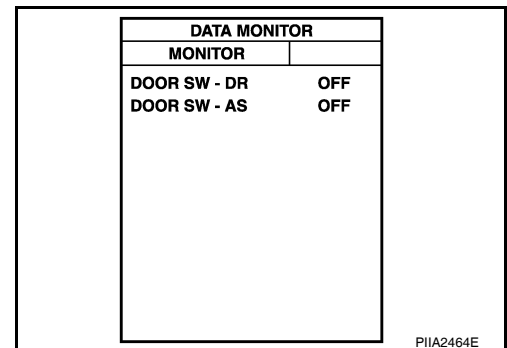 DATA MONITOR
MONITOR
DOOR SW - DR OFF
DOOR SW - AS OFF
PIIA2464E